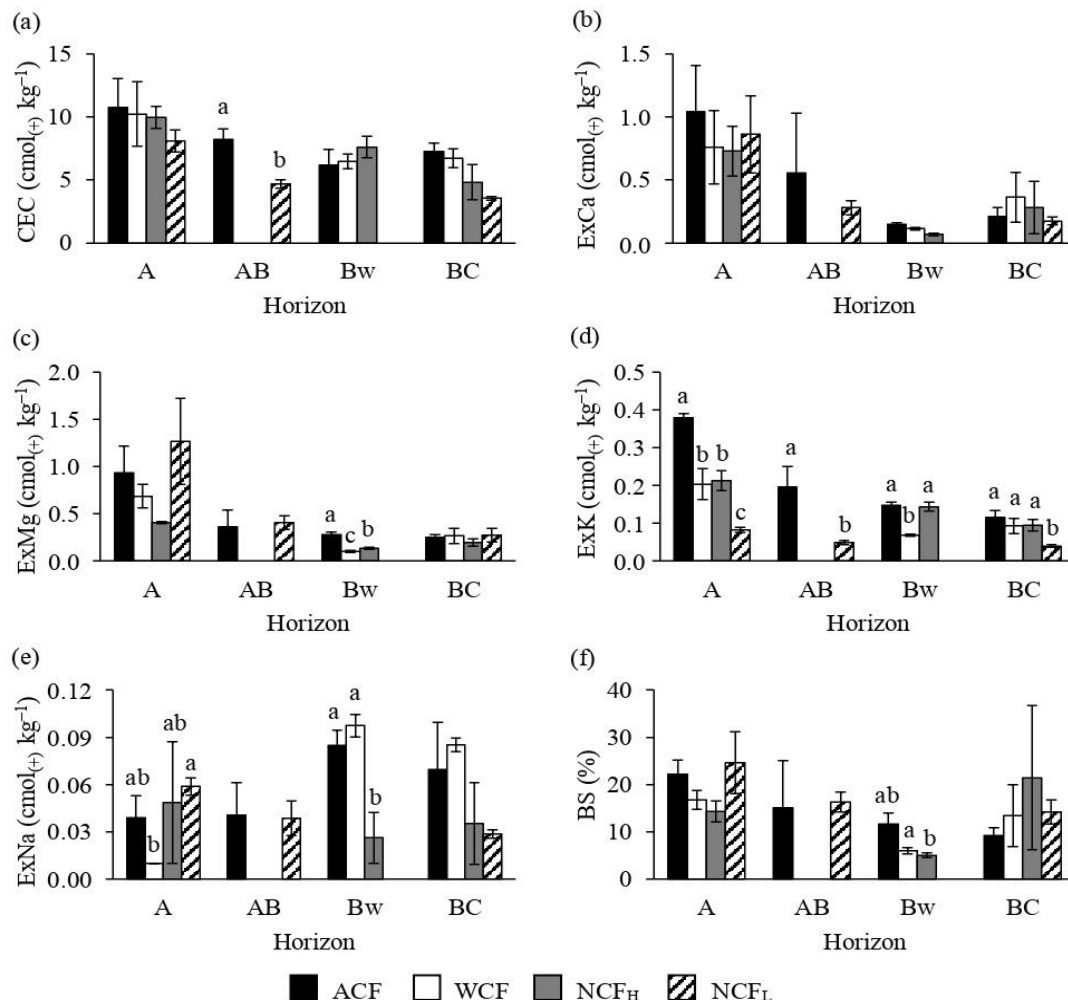 (a)
CEC (cmol(+) kg⁻¹)
15
10
5
0
a
b
A AB Bw BC
Horizon
(b)
ExCa (cmol(+) kg⁻¹)
1.5
1.0
0.5
0.0
A AB Bw BC
Horizon
(c)
ExMg (cmol(+) kg⁻¹)
2.0
1.5
1.0
0.5
0.0
a
c b
A AB Bw BC
Horizon
(d)
ExK (cmol(+) kg⁻¹)
0.5
0.4
0.3
0.2
0.1
0.0
a
b b
c
a
b
a
b
a
a a a
b
A AB Bw BC
Horizon
(e)
ExNa (cmol(+) kg⁻¹)
0.12
0.09
0.06
0.03
0.00
ab
b
ab
a
a
a
b
A AB Bw BC
Horizon
(f)
BS (%)
40
30
20
10
0
ab
a
b
A AB Bw BC
Horizon
ACF WCF NCF_H NCF_L